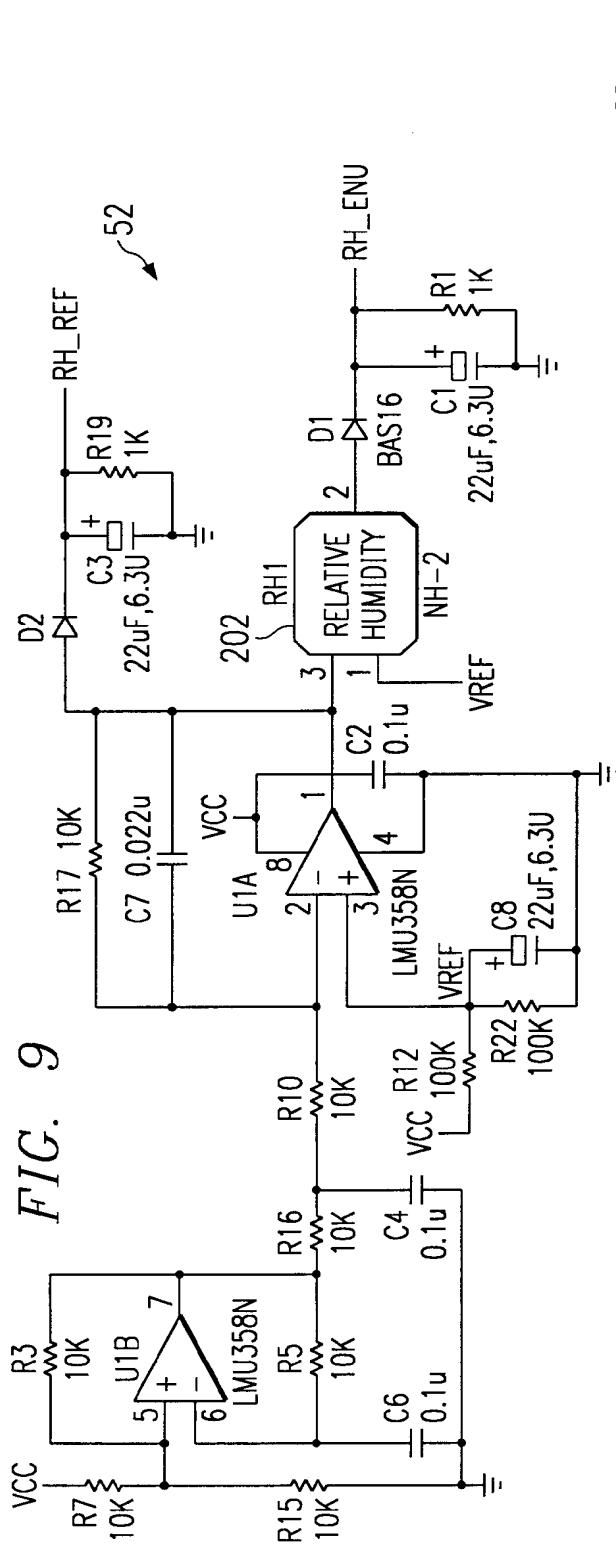 FIG. 9
52
VCC
R7
10K
R15
10K
R3
10K
5
6
7
+
−
U1B
LMU358N
R5
10K
C6
0.1u
R16
10K
C4
0.1u
R10
10K
R17 10K
C7 0.022u
VCC
R12
100K
R22
100K
VREF
+
C8
22uF,6.3U
U1A
2
3
−
+
8
4
1
LMU358N
VCC
C2
0.1u
D2
+
C3
22uF,6.3U
R19
1K
RH_REF
202
RH1
3
1
2
RELATIVE
HUMIDITY
NH-2
VREF
D1
BAS16
+
C1
22uF,6.3U
R1
1K
RH_ENU